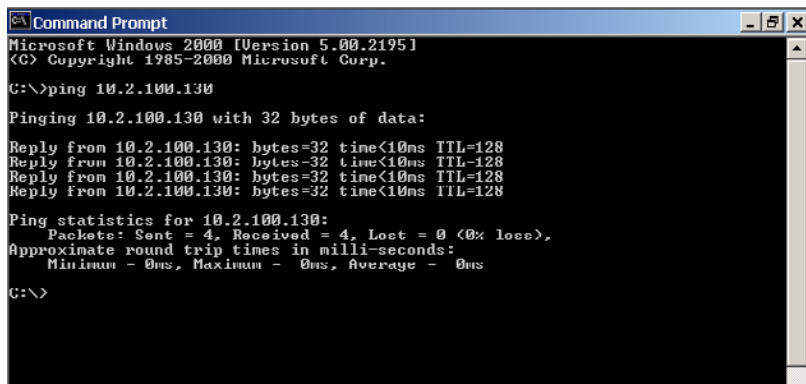 Command Prompt
Microsoft Windows 2000 [Version 5.00.2195]
(C) Copyright 1985-2000 Microsoft Corp.
C:\>ping 10.2.100.130
Pinging 10.2.100.130 with 32 bytes of data:
Reply from 10.2.100.130: bytes=32 time<10ms TTL=128
Reply from 10.2.100.130: bytes=32 time<10ms TTL=128
Reply from 10.2.100.130: bytes=32 time<10ms TTL=128
Reply from 10.2.100.130: bytes=32 time<10ms TTL=128
Ping statistics for 10.2.100.130:
Packets: Sent = 4, Received = 4, Lost = 0 (0% loss),
Approximate round trip times in milli-seconds:
Minimum = 0ms, Maximum =  0ms, Average =  0ms
C:\>